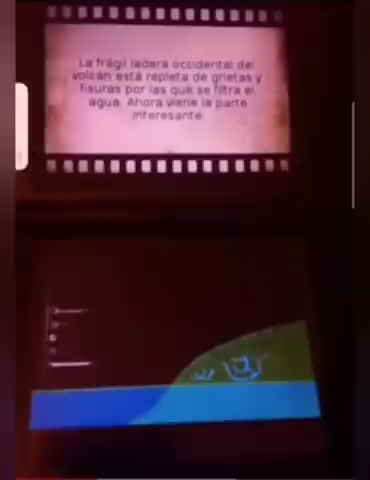 La frágil ladera occidental del
volcán está repleta de grietas y
fisuras por las que se filtra el
agua. Ahora viene la parte
interesante.